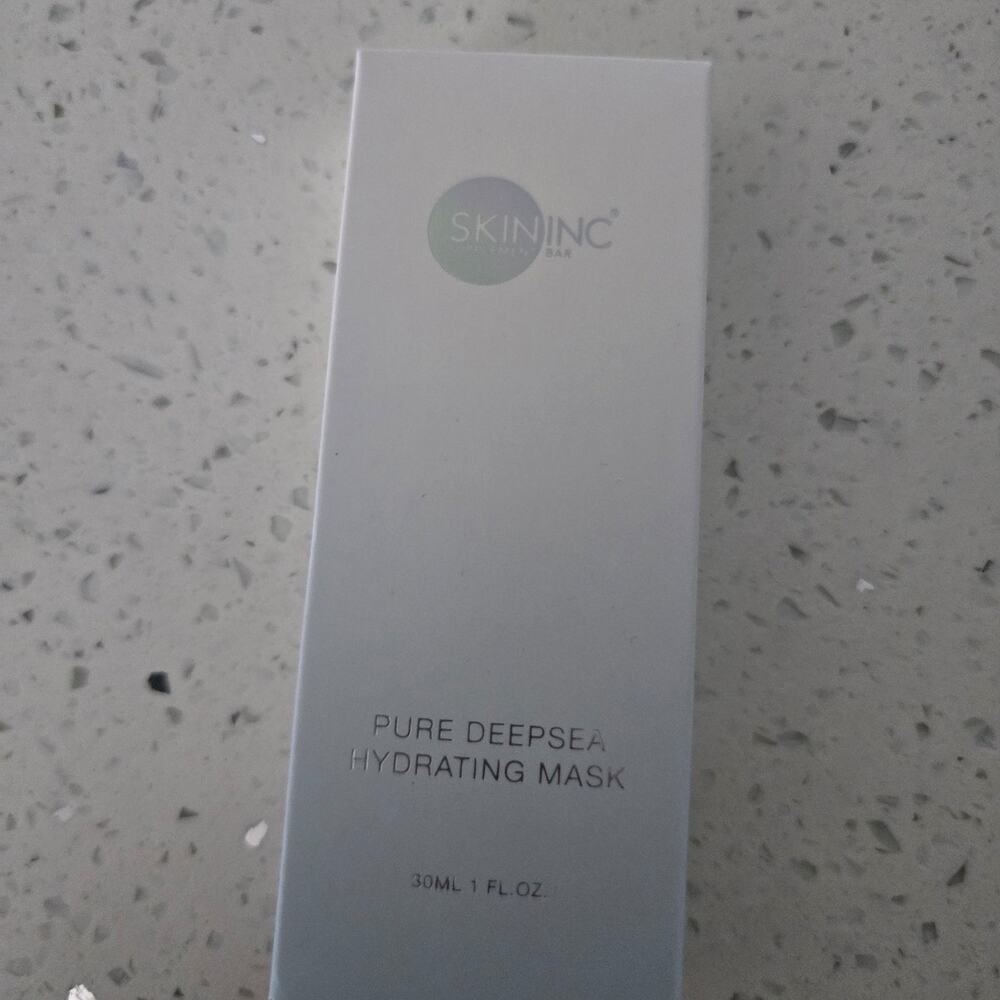 SKIN INC®
BAR
PURE DEEPSEA
HYDRATING MASK
30ML 1 FL.OZ.